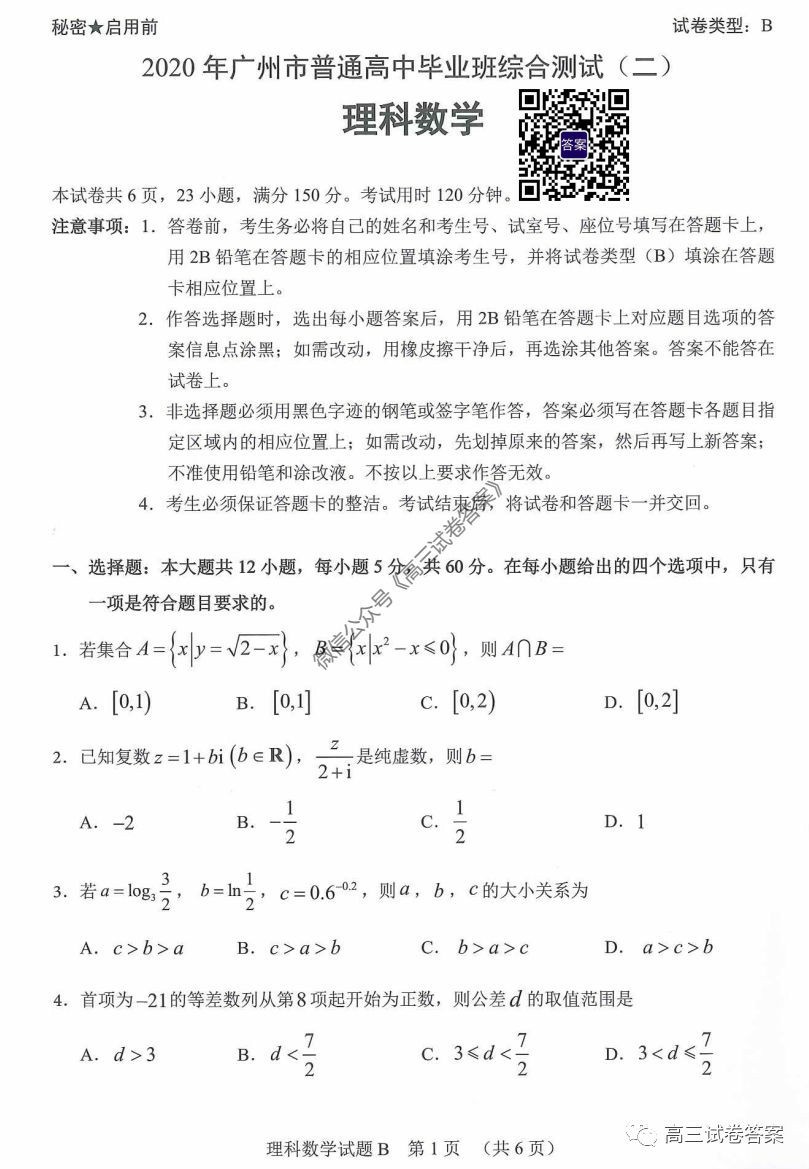 秘密★启用前
试卷类型：B
2020 年广州市普通高中毕业班综合测试（二）
理科数学
答案
本试卷共 6 页，23 小题，满分 150 分。考试用时 120 分钟。
注意事项：1．答卷前，考生务必将自己的姓名和考生号、试室号、座位号填写在答题卡上，
用 2B 铅笔在答题卡的相应位置填涂考生号，并将试卷类型（B）填涂在答题
卡相应位置上。
2．作答选择题时，选出每小题答案后，用 2B 铅笔在答题卡上对应题目选项的答
案信息点涂黑；如需改动，用橡皮擦干净后，再选涂其他答案。答案不能答在
试卷上。
3．非选择题必须用黑色字迹的钢笔或签字笔作答，答案必须写在答题卡各题目指
定区域内的相应位置上；如需改动，先划掉原来的答案，然后再写上新答案；
不准使用铅笔和涂改液。不按以上要求作答无效。
4．考生必须保证答题卡的整洁。考试结束后，将试卷和答题卡一并交回。
微信公众号《高三试卷答案》
一、选择题：本大题共 12 小题，每小题 5 分，共 60 分。在每小题给出的四个选项中，只有
一项是符合题目要求的。
1．若集合 A={x|y=√(2−x)}，B={x|x²−x⩽0}，则 A∩B=
A．[0,1) B．[0,1] C．[0,2) D．[0,2]
2．已知复数 z=1+bi (b∈R)，z/(2+i) 是纯虚数，则 b=
A．−2 B．−1/2 C．1/2 D．1
3．若 a=log₃ 3/2，b=ln 1/2，c=0.6^−0.2，则 a，b，c 的大小关系为
A．c>b>a B．c>a>b C．b>a>c D．a>c>b
4．首项为 −21 的等差数列从第 8 项起开始为正数，则公差 d 的取值范围是
A．d>3 B．d<7/2 C．3⩽d<7/2 D．3<d⩽7/2
理科数学试题 B 第 1 页 （共 6 页）
高三试卷答案